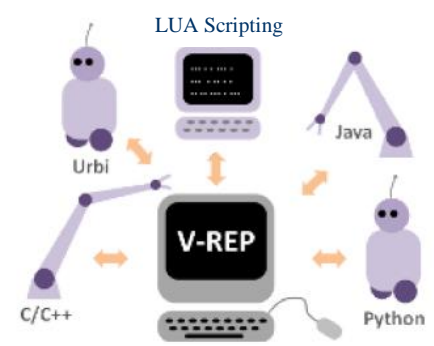 LUA Scripting
Urbi
Java
V-REP
C/C++
Python